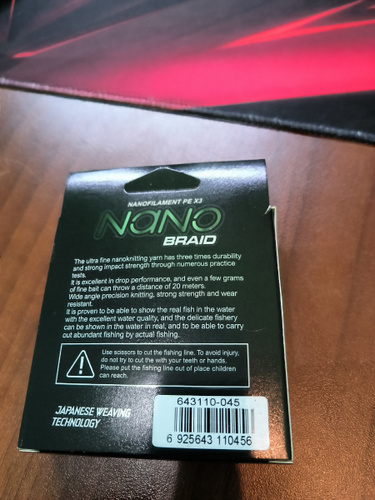 NANOFILAMENT PE X3
NANO
BRAID
The ultra fine nanoknitting yarn has three times durability
and strong impact strength through numerous practice
tests.
It is excellent in drop performance, and even a few grams
of fine bait can throw a distance of 20 meters.
Wide angle precision knitting, strong strength and wear
resistant.
It is proven to be able to show the real fish in the water
with the excellent water quality, and the delicate fishery
can be shown in the water in real, and to be able to carry
out abundant fishing by actual fishing.
Use scissors to cut the fishing line. To avoid injury,
do not try to cut the with your teeth or hands.
Please put the fishing line out of place children
can reach.
JAPANESE WEAVING
TECHNOLOGY
643110-045
6 925643 110456